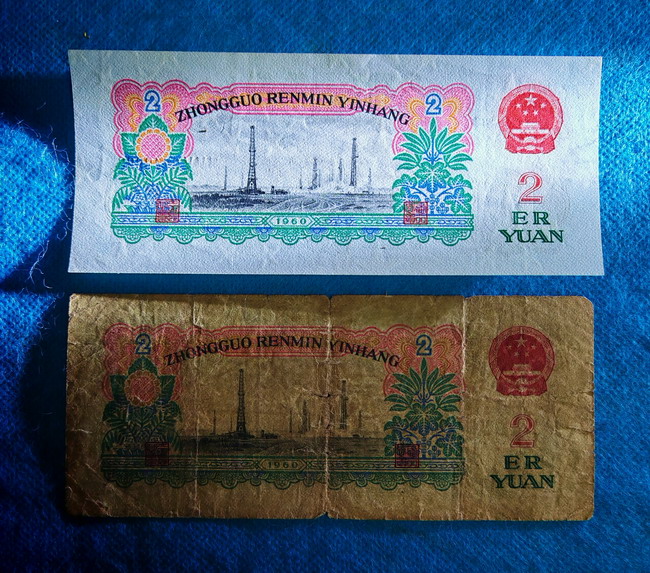 2 2
ZHONGGUO RENMIN YINHANG
1960
2
ER
YUAN
2 2
ZHONGGUO RENMIN YINHANG
1960
2
ER
YUAN